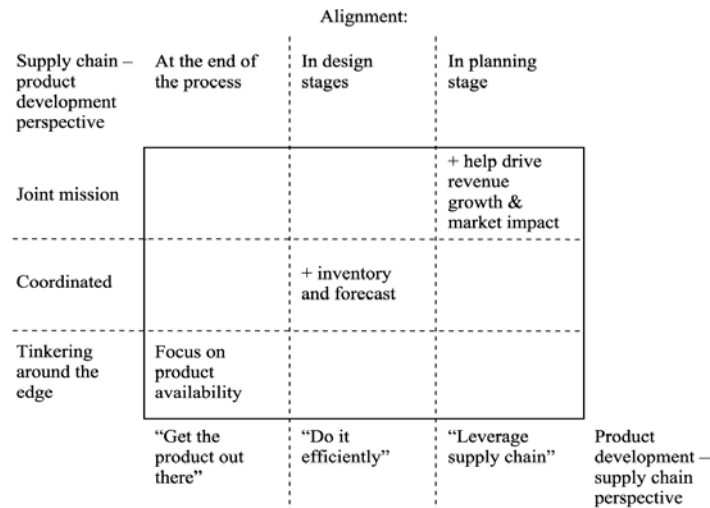 Alignment:
Supply chain –
product
development
perspective
At the end of
the process
In design
stages
In planning
stage
Joint mission
+ help drive
revenue
growth &
market impact
Coordinated
+ inventory
and forecast
Tinkering
around the
edge
Focus on
product
availability
“Get the
product out
there”
“Do it
efficiently”
“Leverage
supply chain”
Product
development –
supply chain
perspective